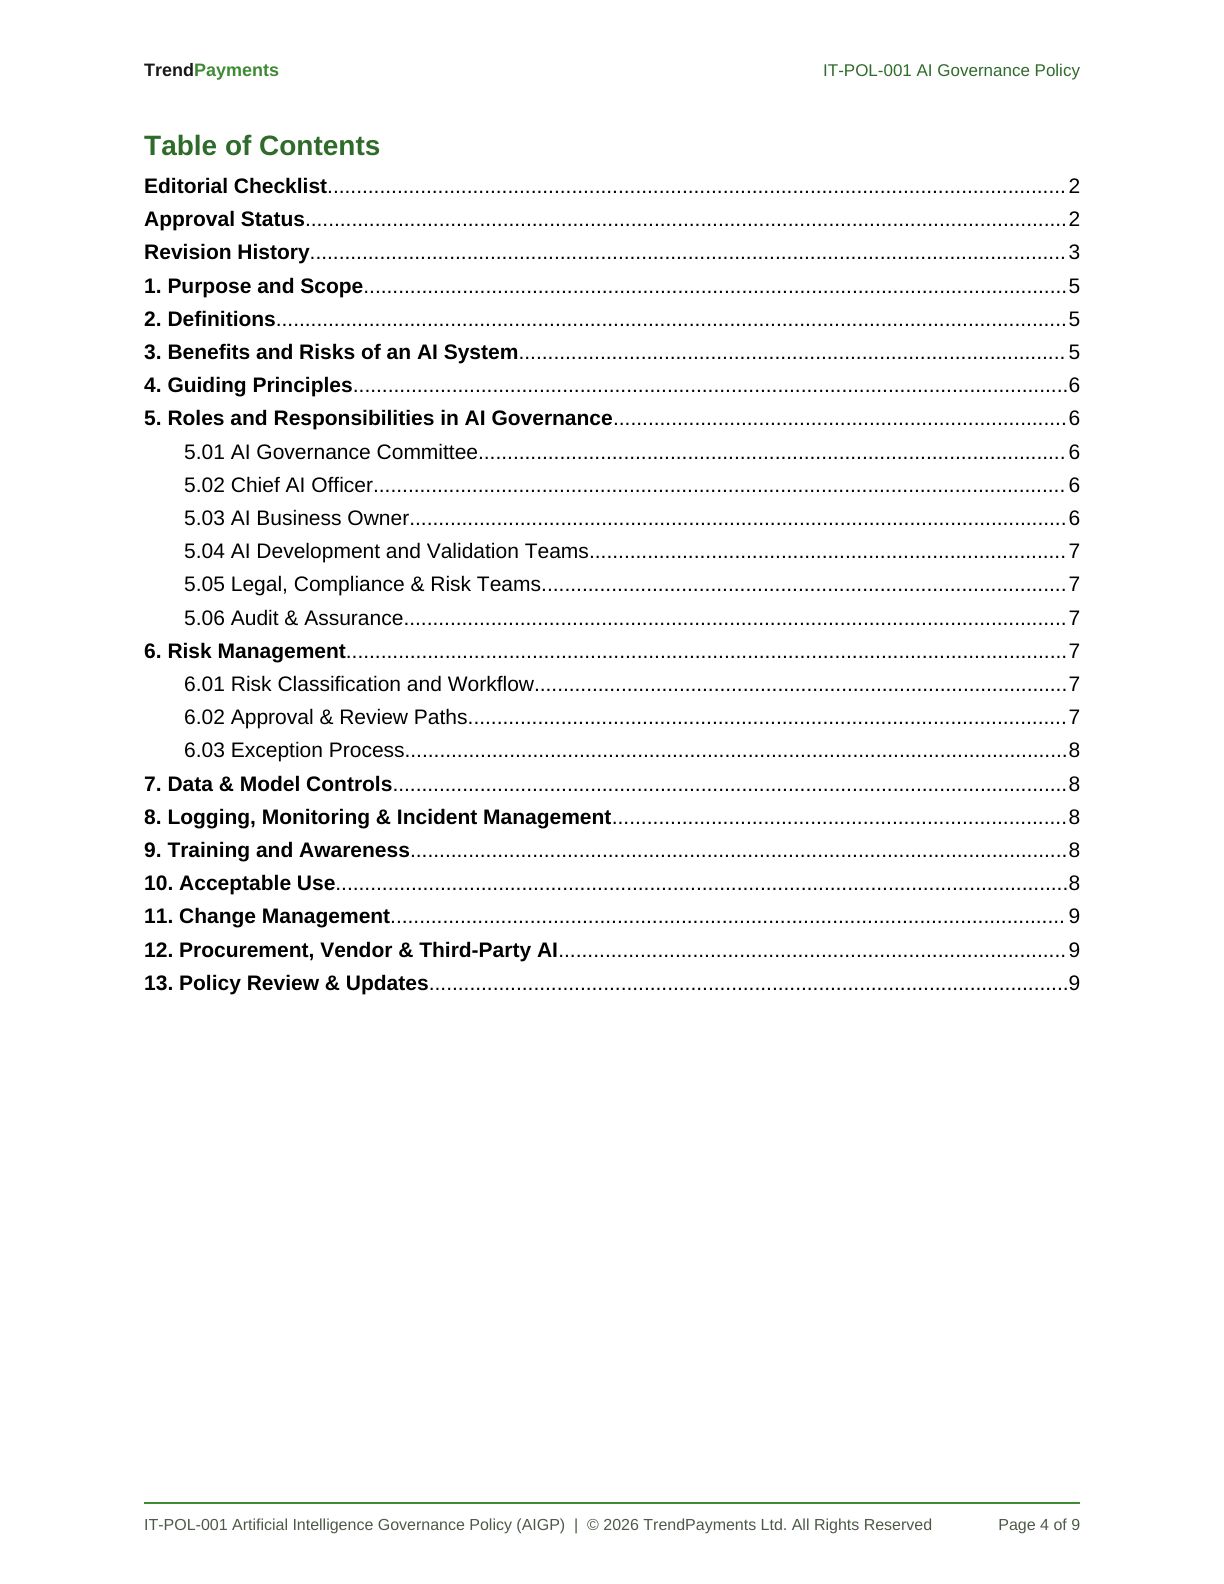 TrendPayments IT-POL-001 AI Governance Policy
Table of Contents
Editorial Checklist 2
Approval Status 2
Revision History 3
1. Purpose and Scope 5
2. Definitions 5
3. Benefits and Risks of an AI System 5
4. Guiding Principles 6
5. Roles and Responsibilities in AI Governance 6
5.01 AI Governance Committee 6
5.02 Chief AI Officer 6
5.03 AI Business Owner 6
5.04 AI Development and Validation Teams 7
5.05 Legal, Compliance & Risk Teams 7
5.06 Audit & Assurance 7
6. Risk Management 7
6.01 Risk Classification and Workflow 7
6.02 Approval & Review Paths 7
6.03 Exception Process 8
7. Data & Model Controls 8
8. Logging, Monitoring & Incident Management 8
9. Training and Awareness 8
10. Acceptable Use 8
11. Change Management 9
12. Procurement, Vendor & Third-Party AI 9
13. Policy Review & Updates 9
IT-POL-001 Artificial Intelligence Governance Policy (AIGP) | © 2026 TrendPayments Ltd. All Rights Reserved Page 4 of 9